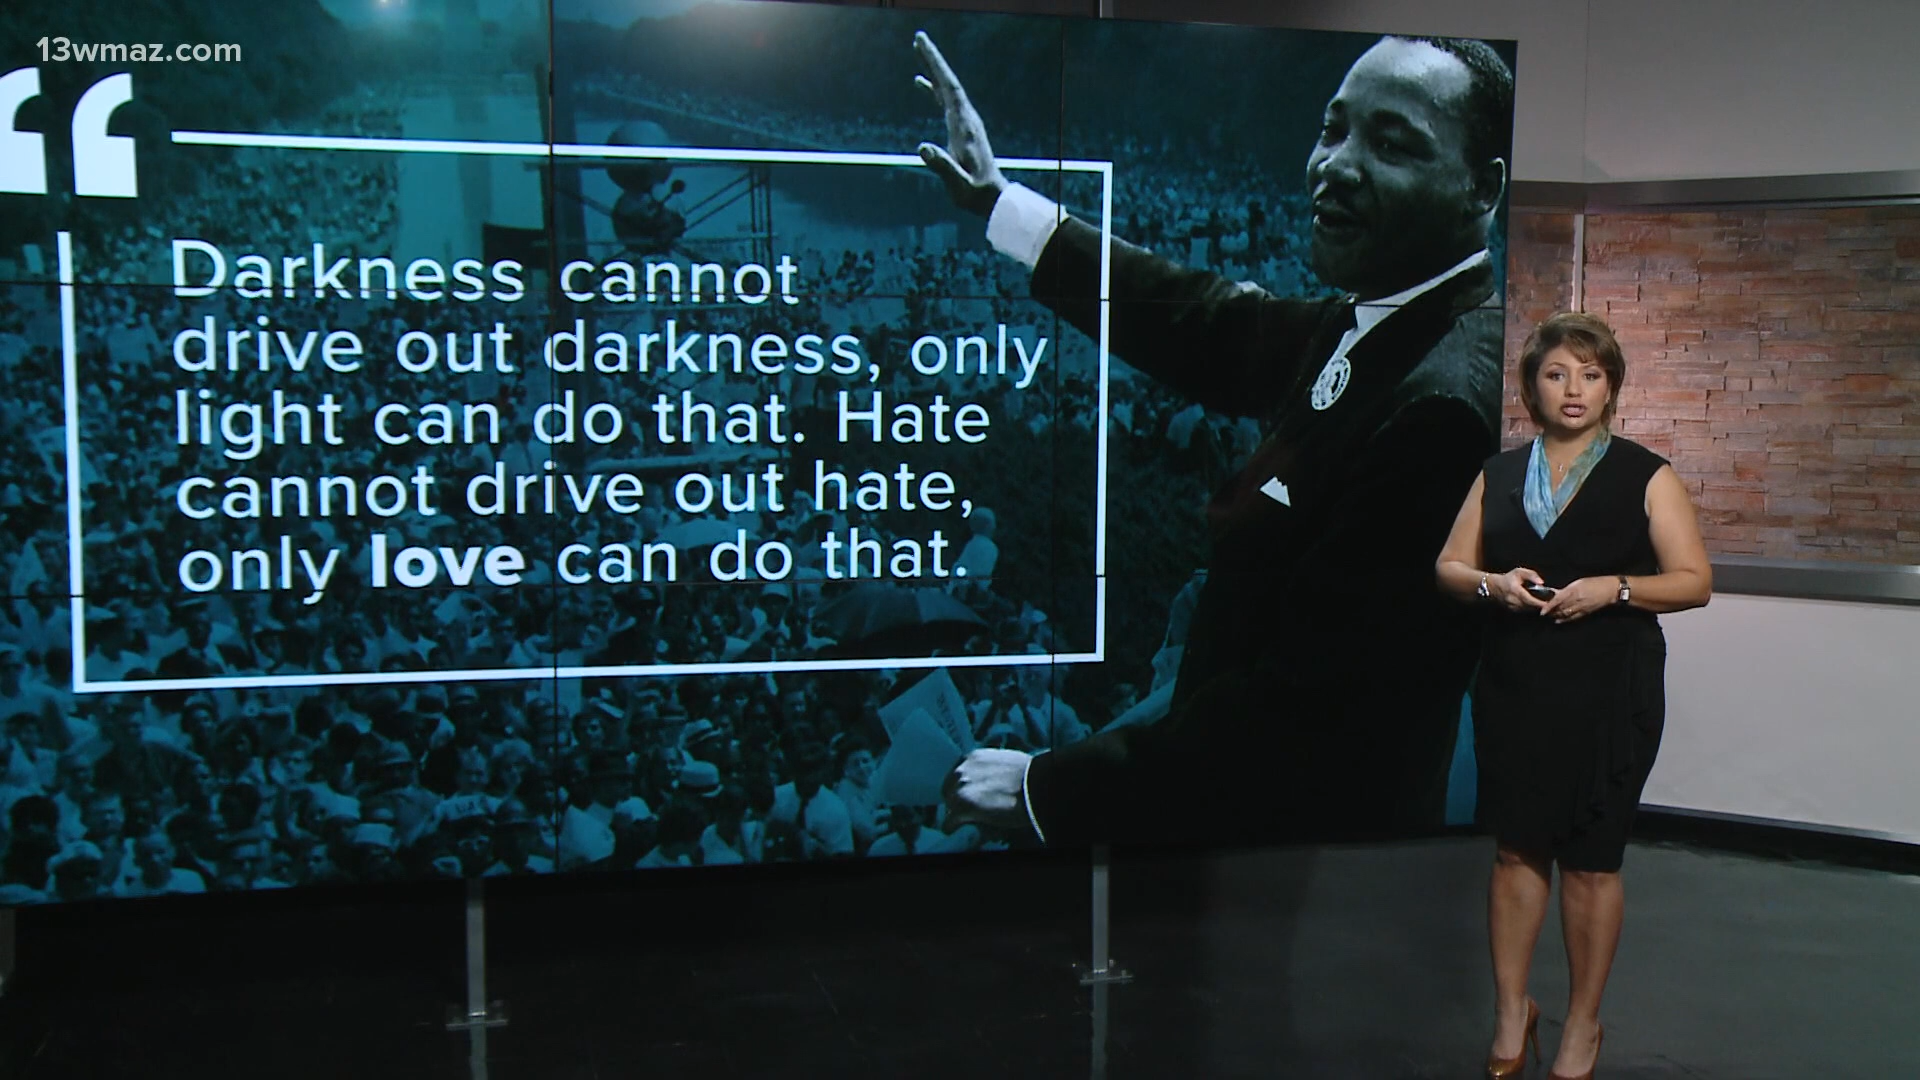 13wmaz.com
“
Darkness cannot
drive out darkness, only
light can do that. Hate
cannot drive out hate,
only love can do that.